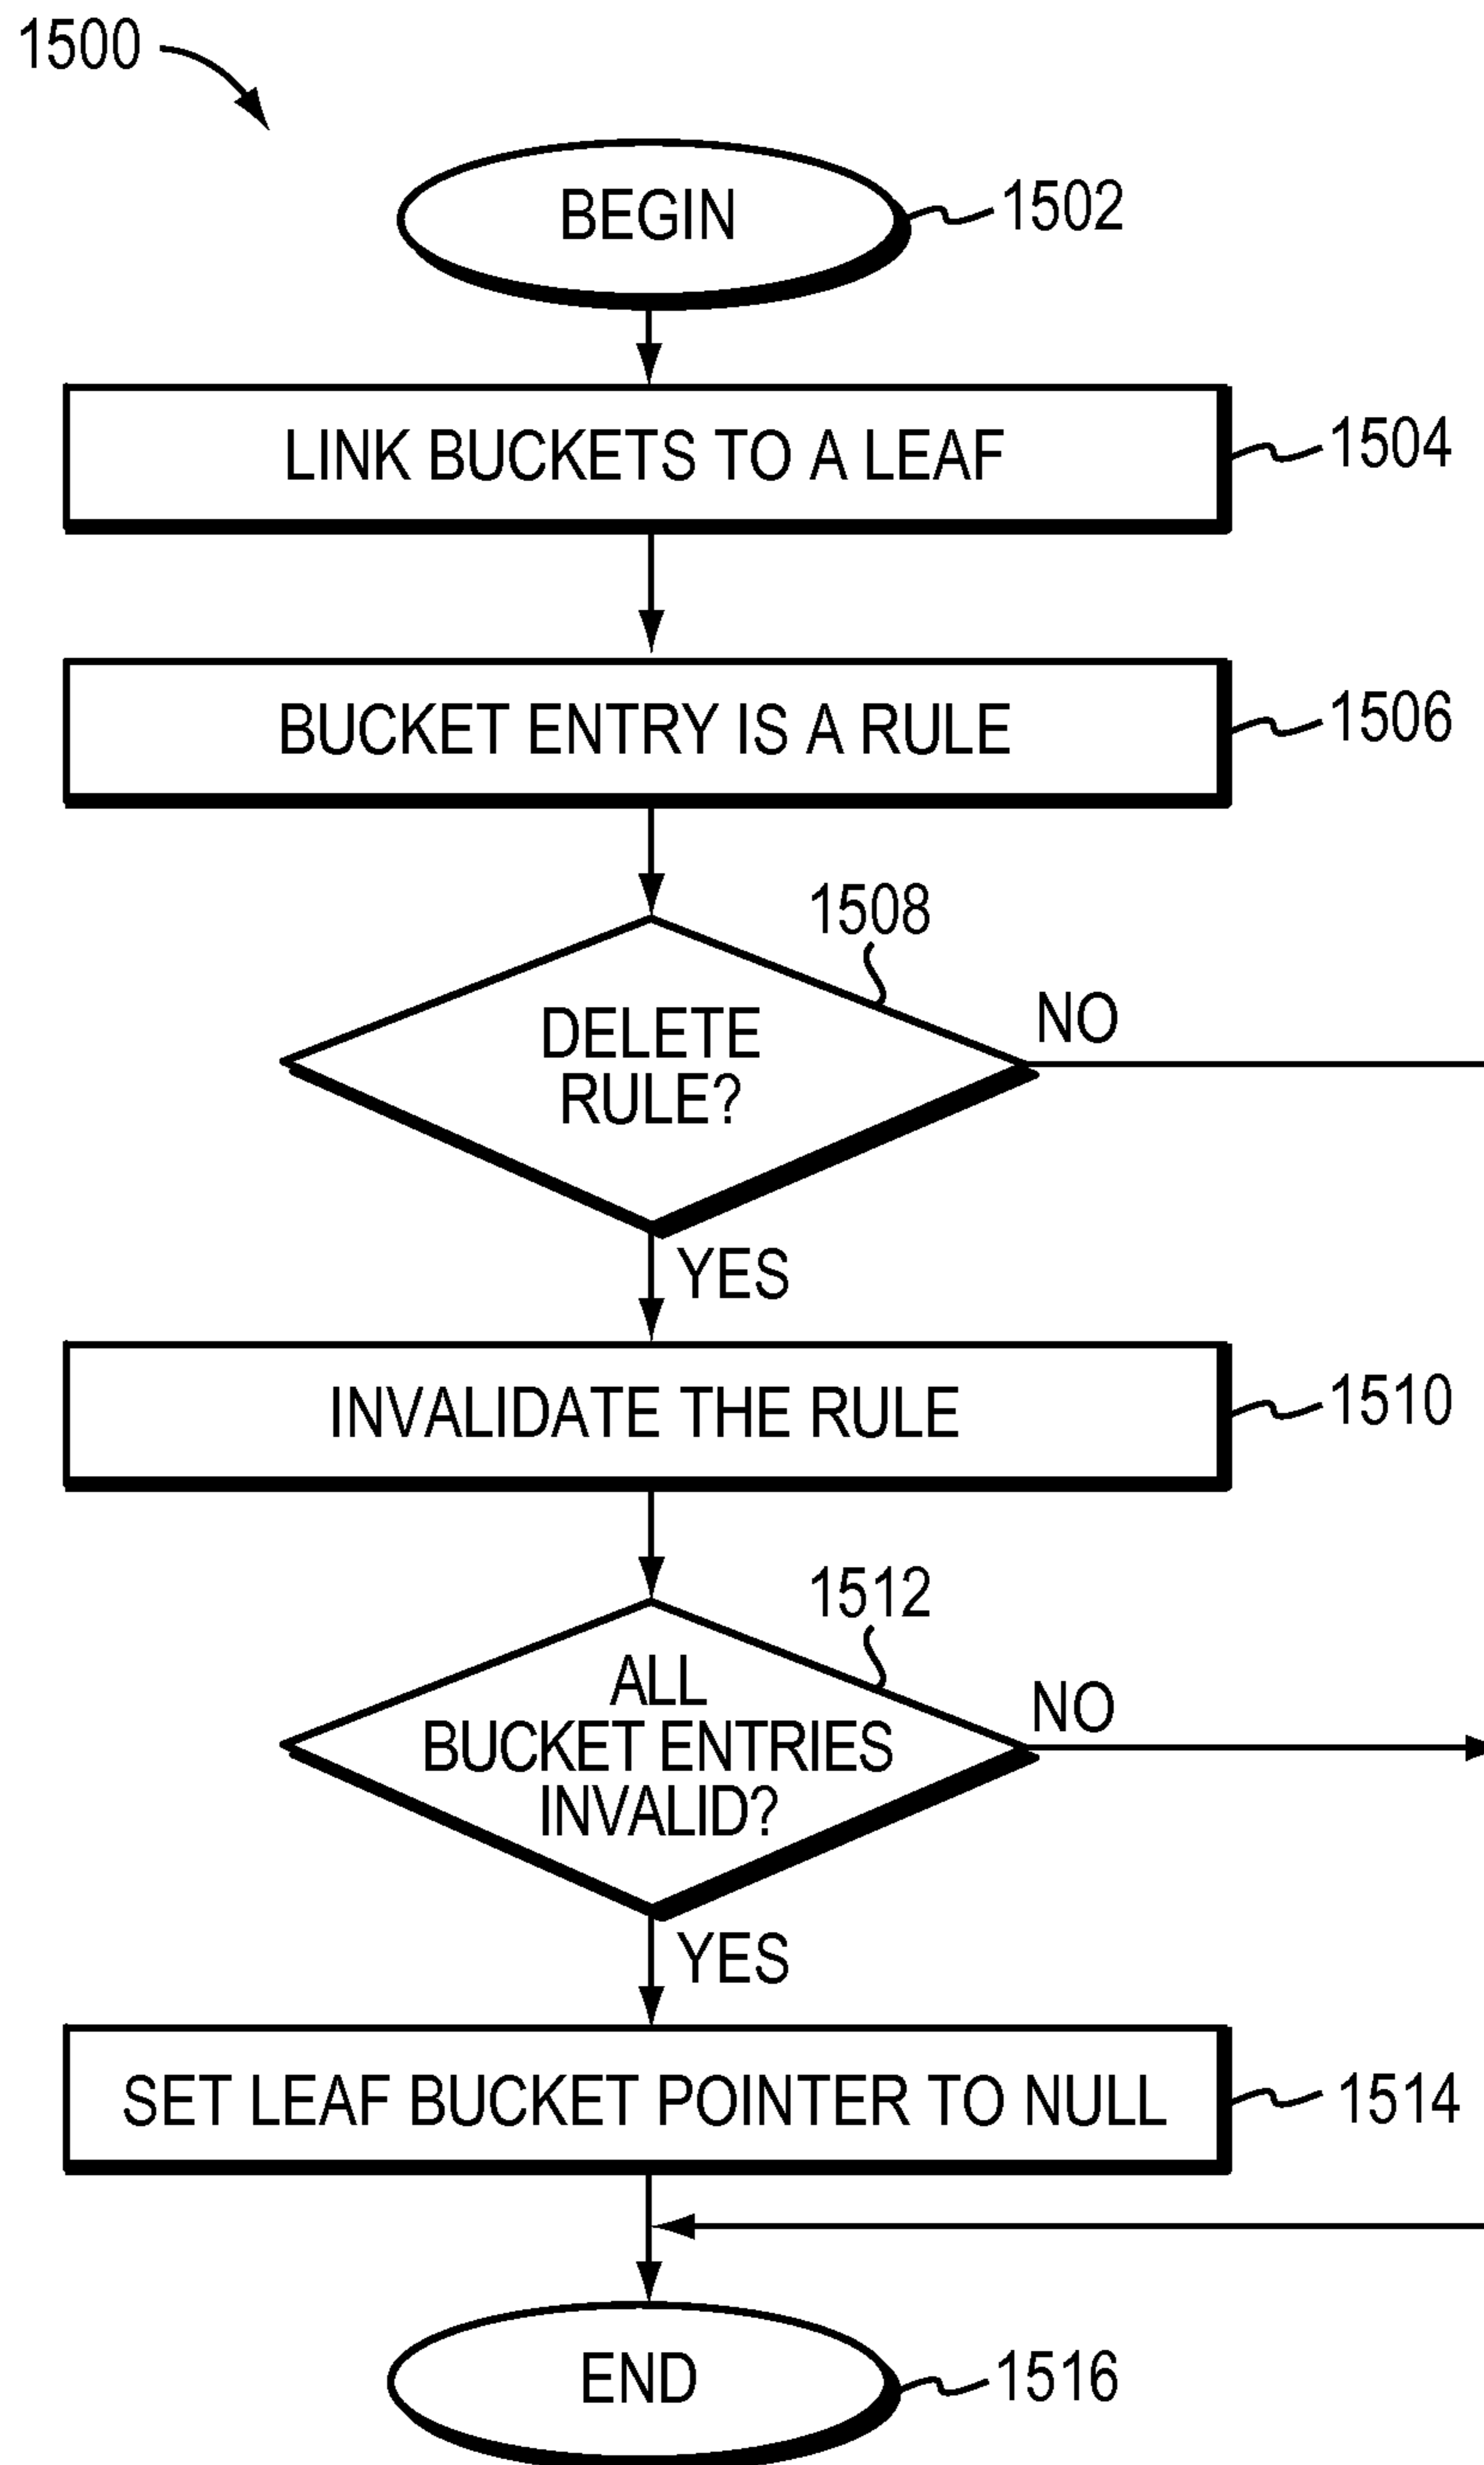 1500
BEGIN
1502
LINK BUCKETS TO A LEAF
1504
BUCKET ENTRY IS A RULE
1506
1508
DELETE
RULE?
NO
YES
INVALIDATE THE RULE
1510
1512
ALL
BUCKET ENTRIES
INVALID?
NO
YES
SET LEAF BUCKET POINTER TO NULL
1514
END
1516